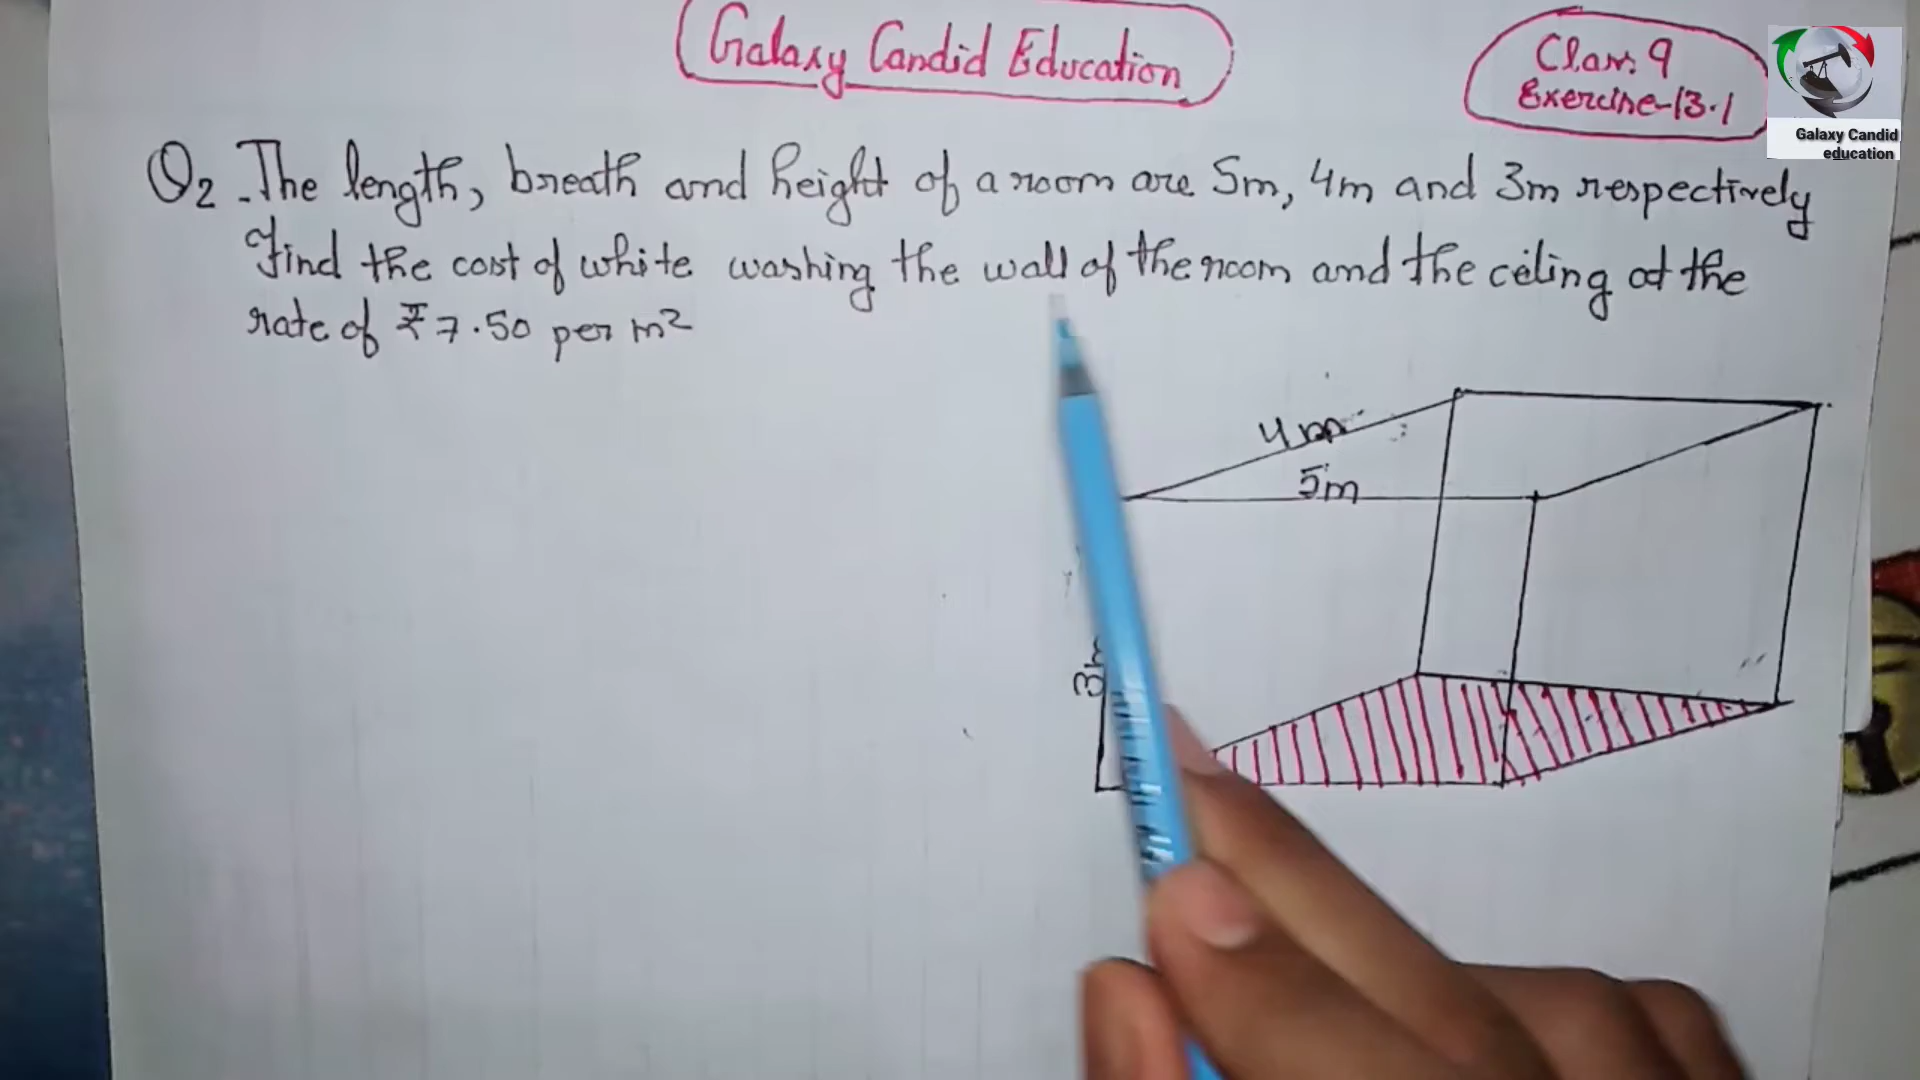 Galaxy Candid Education
Class 9
Exercise-13.1
Galaxy Candid
education
Q2. The length, breath and height of a room are 5m, 4m and 3m respectively
Find the cost of white washing the wall of the room and the celing at the
rate of ₹7.50 per m²
4m
5m